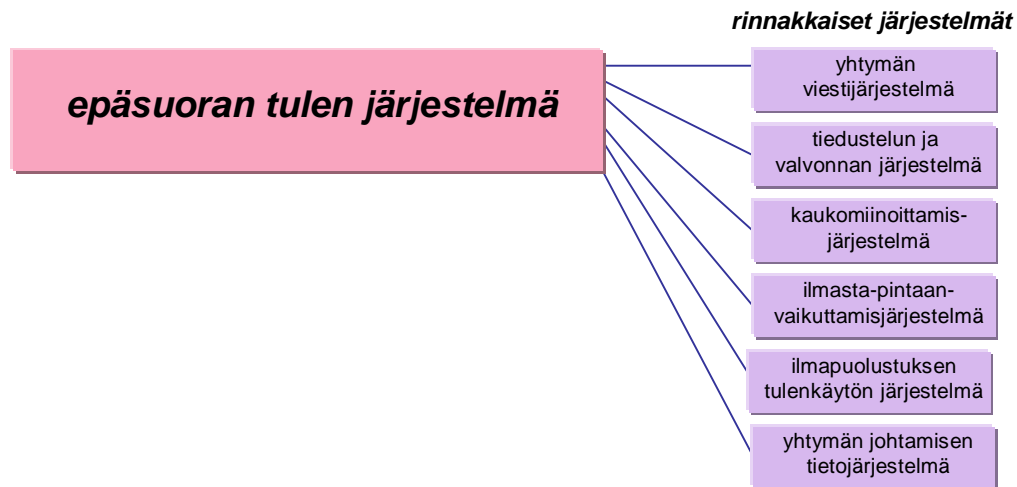 rinnakkaiset järjestelmät
epäsuoran tulen järjestelmä
yhtymän
viestijärjestelmä
tiedustelun ja
valvonnan järjestelmä
kaukomiinoittamis-
järjestelmä
ilmasta-pintaan-
vaikuttamisjärjestelmä
ilmapuolustuksen
tulenkäytön järjestelmä
yhtymän johtamisen
tietojärjestelmä